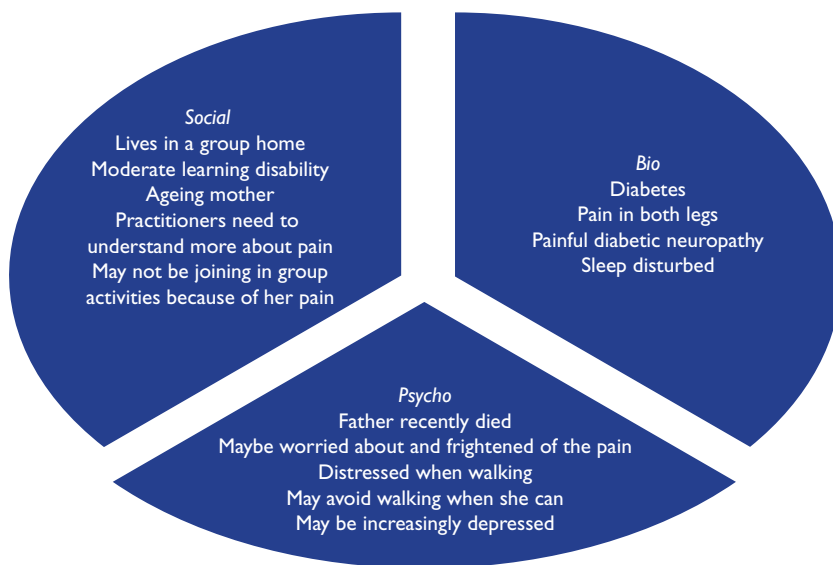 Social
Lives in a group home
Moderate learning disability
Ageing mother
Practitioners need to
understand more about pain
May not be joining in group
activities because of her pain
Bio
Diabetes
Pain in both legs
Painful diabetic neuropathy
Sleep disturbed
Psycho
Father recently died
Maybe worried about and frightened of the pain
Distressed when walking
May avoid walking when she can
May be increasingly depressed